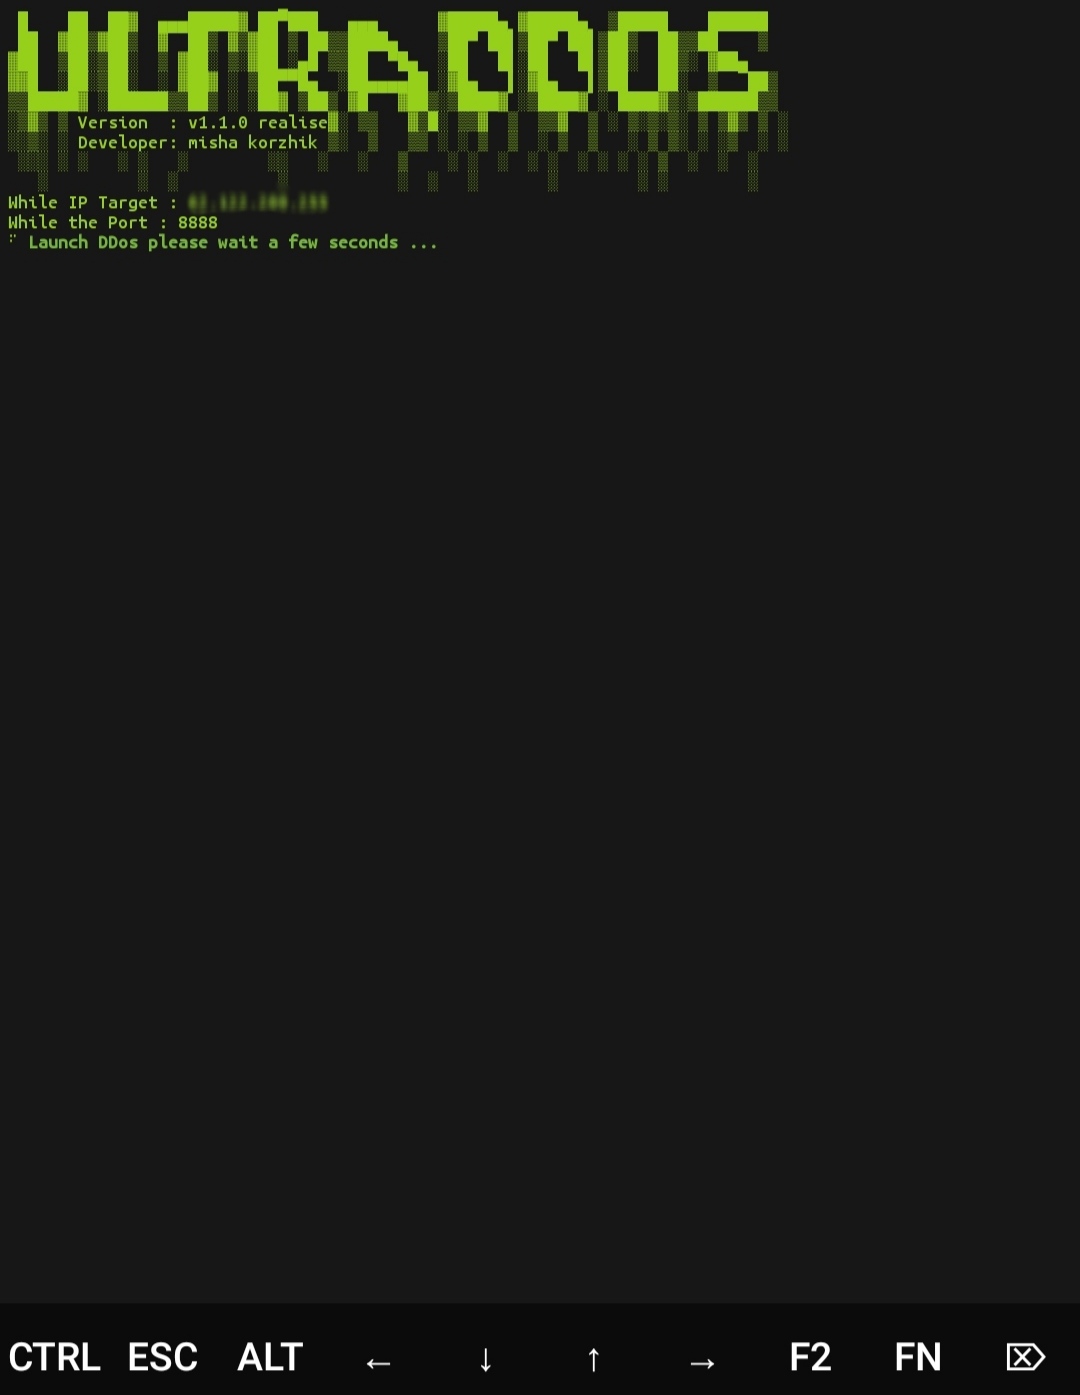 ULTRADDOS
Version : v1.1.0 realise
Developer: misha korzhik
While IP Target :
While the Port : 8888
Launch DDos please wait a few seconds ...
CTRL ESC ALT ← ↓ ↑ → F2 FN